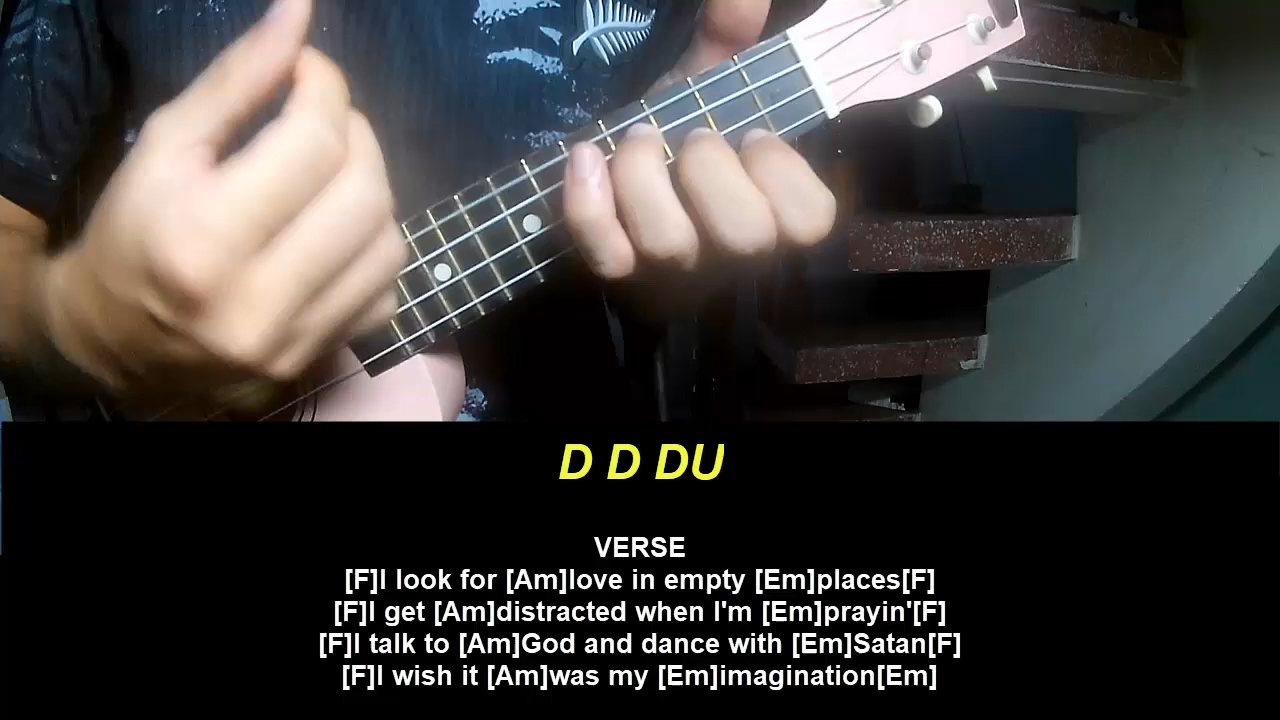 D D DU
VERSE
[F]I look for [Am]love in empty [Em]places[F]
[F]I get [Am]distracted when I'm [Em]prayin'[F]
[F]I talk to [Am]God and dance with [Em]Satan[F]
[F]I wish it [Am]was my [Em]imagination[Em]